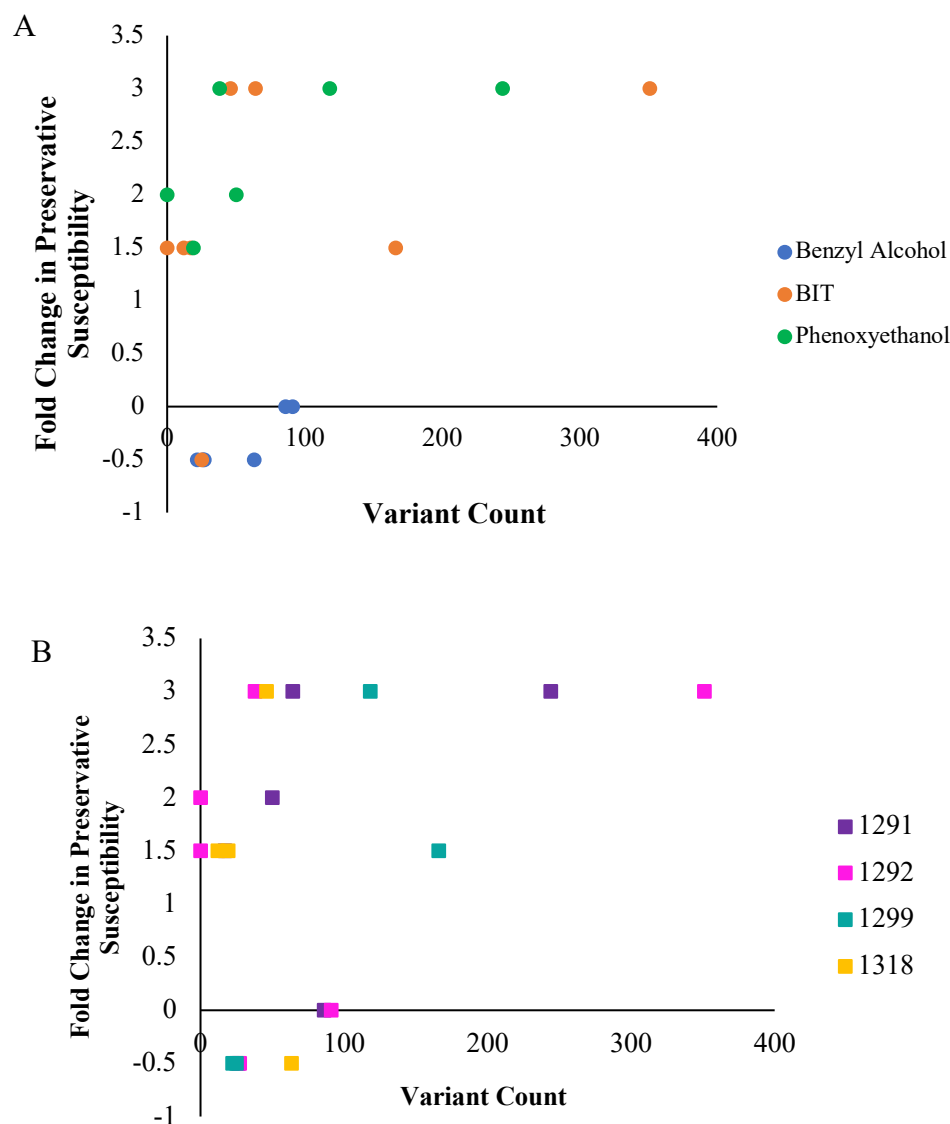 A
3.5
3
2.5
2
1.5
1
0.5
0
-0.5
-1
Fold Change in Preservative
Susceptibility
0 100 200 300 400
Variant Count
Benzyl Alcohol
BIT
Phenoxyethanol
B
3.5
3
2.5
2
1.5
1
0.5
0
-0.5
-1
Fold Change in Preservative
Susceptibility
0 100 200 300 400
Variant Count
1291
1292
1299
1318